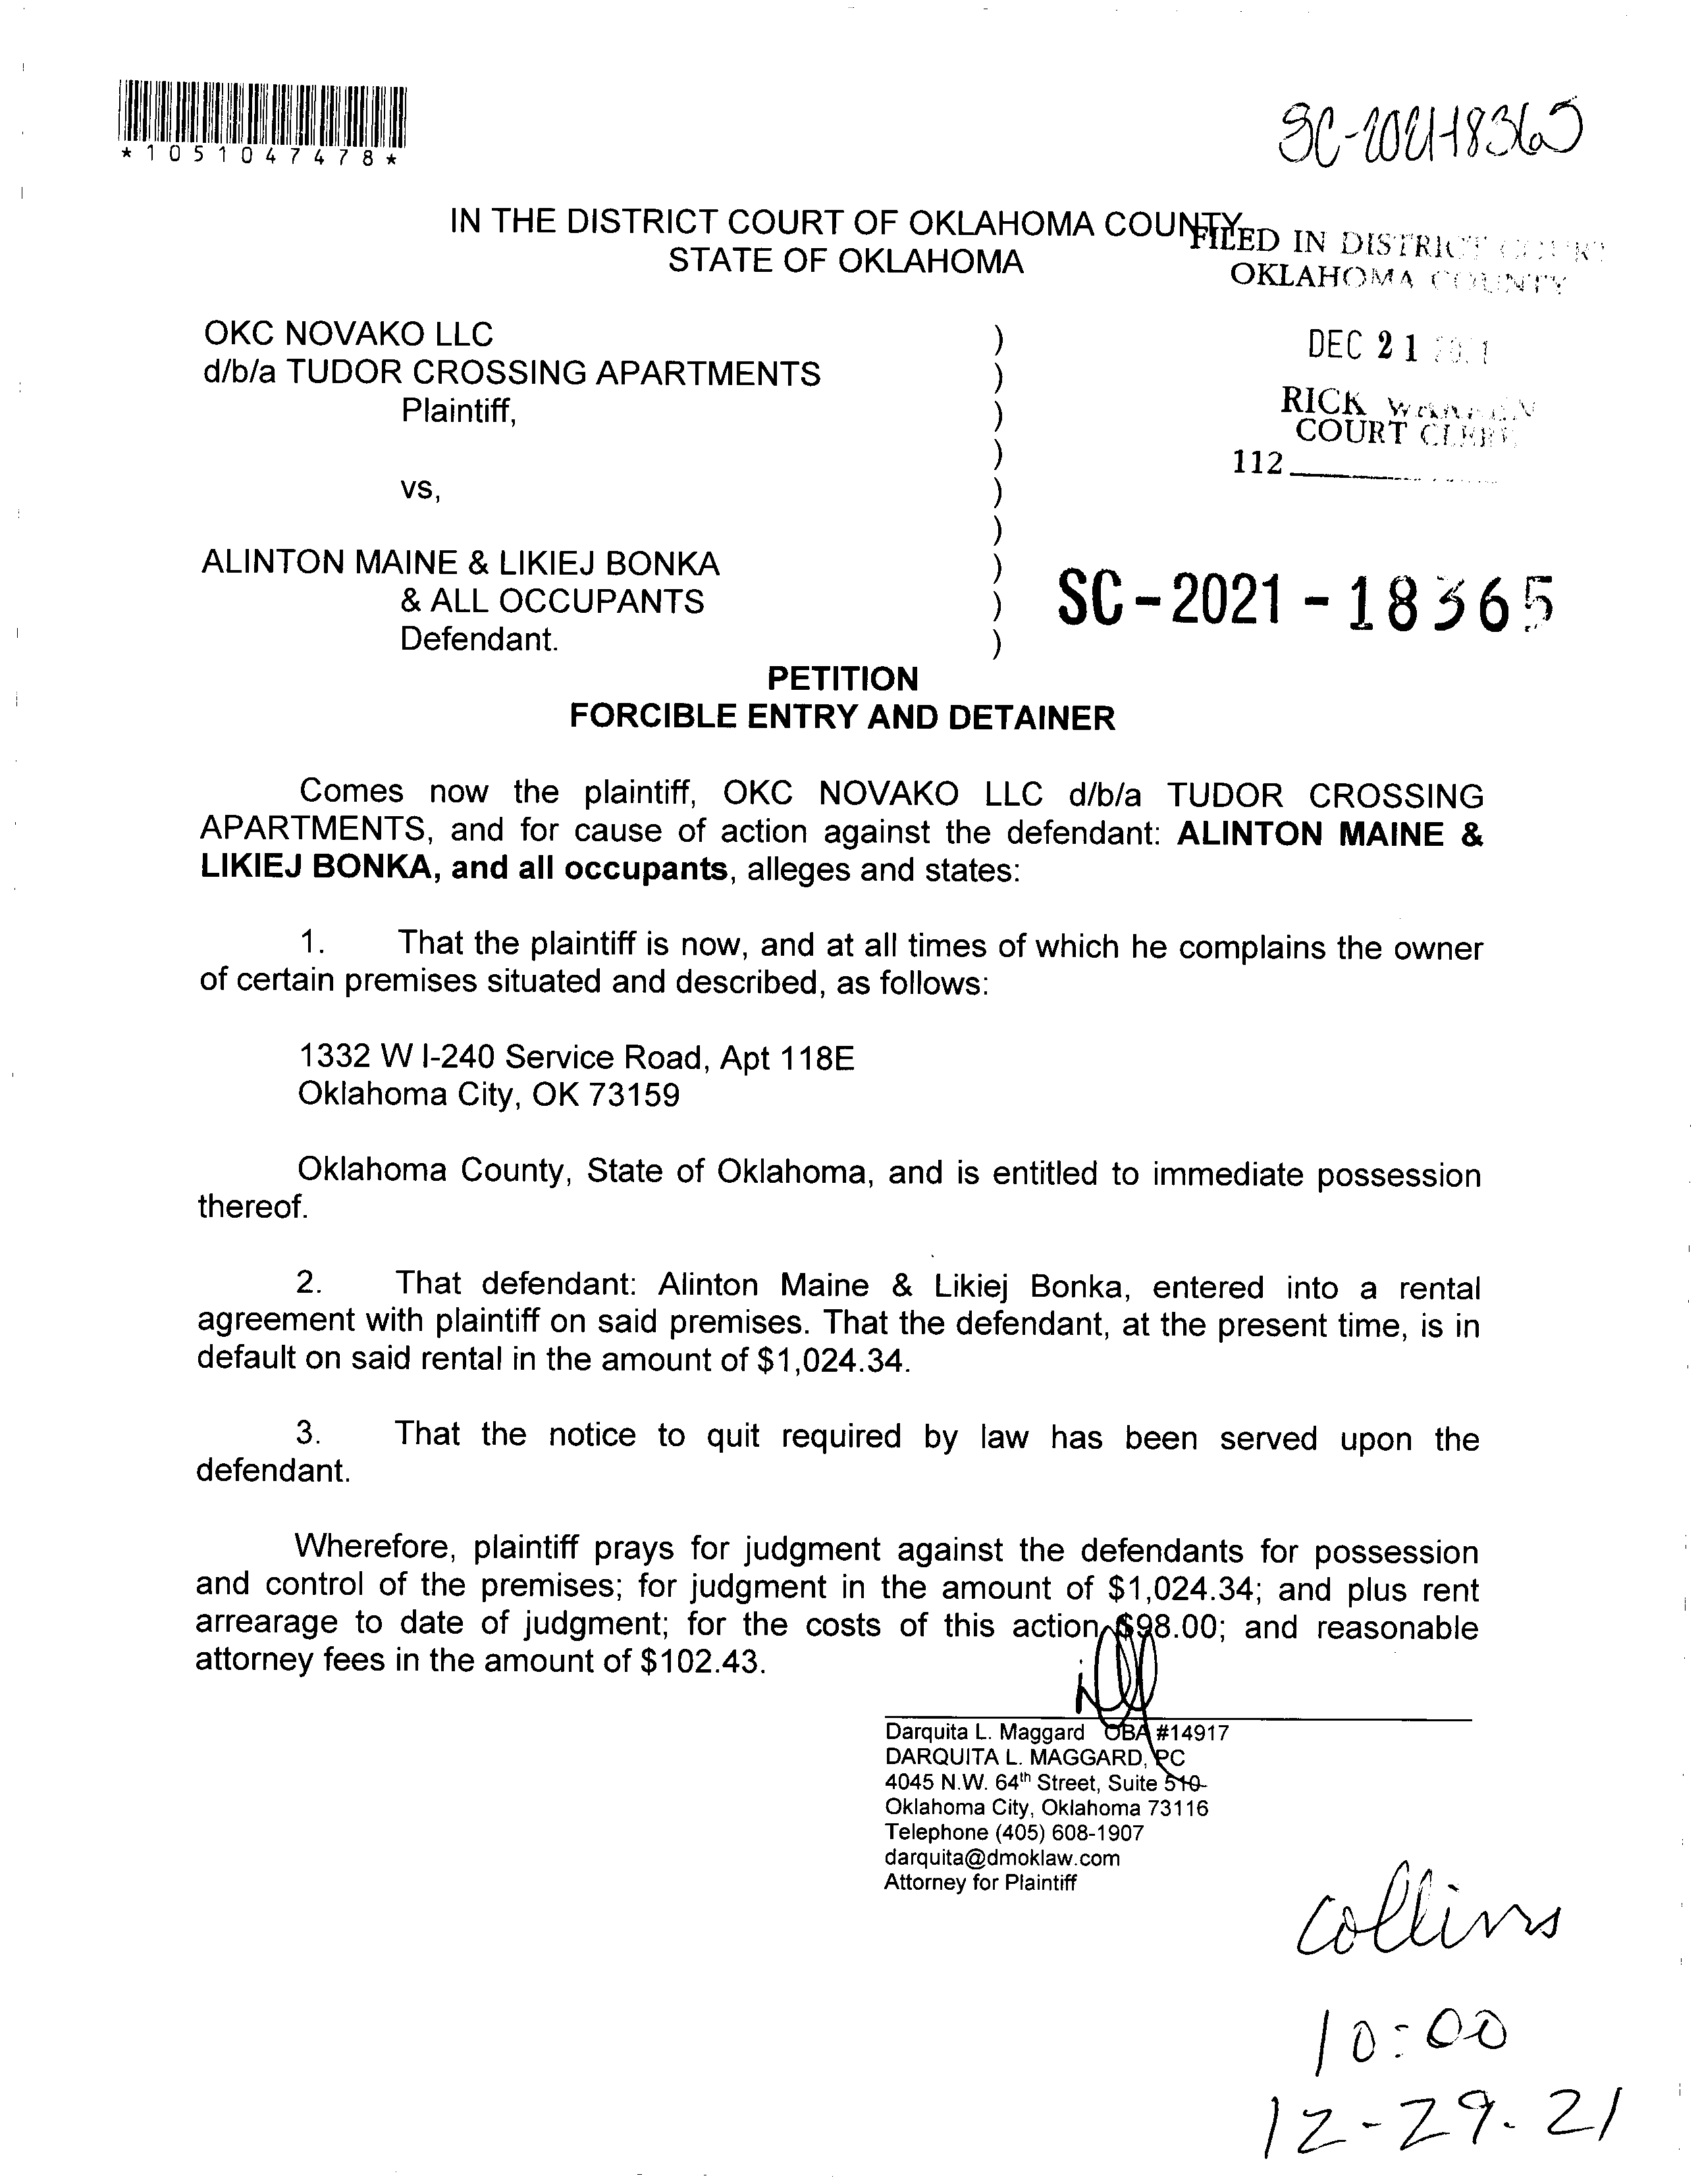 *1051047478*
SC-2021-18365
IN THE DISTRICT COURT OF OKLAHOMA COUNTY
STATE OF OKLAHOMA
FILED IN DISTRICT COURT
OKLAHOMA COUNTY
DEC 21 2021
RICK WARREN
COURT CLERK
112
OKC NOVAKO LLC )
d/b/a TUDOR CROSSING APARTMENTS )
Plaintiff, )
)
vs, )
)
ALINTON MAINE & LIKIEJ BONKA )
& ALL OCCUPANTS )
Defendant. )
SC-2021-18365
PETITION
FORCIBLE ENTRY AND DETAINER
Comes now the plaintiff, OKC NOVAKO LLC d/b/a TUDOR CROSSING
APARTMENTS, and for cause of action against the defendant: ALINTON MAINE &
LIKIEJ BONKA, and all occupants, alleges and states:
1. That the plaintiff is now, and at all times of which he complains the owner
of certain premises situated and described, as follows:
1332 W I-240 Service Road, Apt 118E
Oklahoma City, OK 73159
Oklahoma County, State of Oklahoma, and is entitled to immediate possession
thereof.
2. That defendant: Alinton Maine & Likiej Bonka, entered into a rental
agreement with plaintiff on said premises. That the defendant, at the present time, is in
default on said rental in the amount of $1,024.34.
3. That the notice to quit required by law has been served upon the
defendant.
Wherefore, plaintiff prays for judgment against the defendants for possession
and control of the premises; for judgment in the amount of $1,024.34; and plus rent
arrearage to date of judgment; for the costs of this action $98.00; and reasonable
attorney fees in the amount of $102.43.
Darquita L. Maggard OBA #14917
DARQUITA L. MAGGARD, PC
4045 N.W. 64th Street, Suite 510
Oklahoma City, Oklahoma 73116
Telephone (405) 608-1907
darquita@dmoklaw.com
Attorney for Plaintiff
Collins
10:00
12-29-21